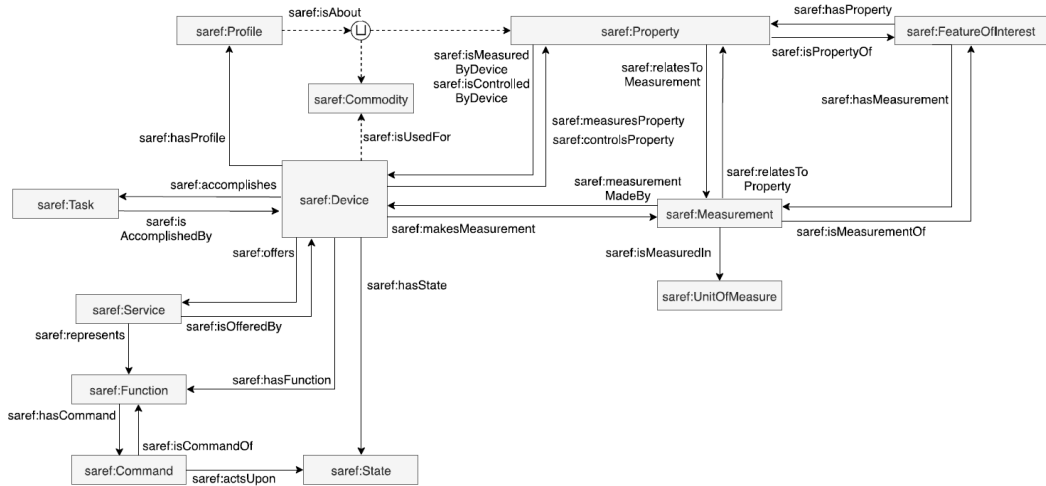 saref:isAbout
saref:hasProperty
saref:Profile
⊔
saref:Property
saref:FeatureOfInterest
saref:isPropertyOf
saref:isMeasured
ByDevice
saref:isControlled
ByDevice
saref:relatesTo
Measurement
saref:hasMeasurement
saref:Commodity
saref:measuresProperty
saref:controlsProperty
saref:hasProfile
saref:isUsedFor
saref:relatesTo
Property
saref:accomplishes
saref:Device
saref:measurement
MadeBy
saref:Task
saref:is
AccomplishedBy
saref:makesMeasurement
saref:Measurement
saref:isMeasurementOf
saref:offers
saref:isMeasuredIn
saref:hasState
saref:UnitOfMeasure
saref:Service
saref:isOfferedBy
saref:represents
saref:hasFunction
saref:Function
saref:hasCommand
saref:isCommandOf
saref:Command
saref:actsUpon
saref:State